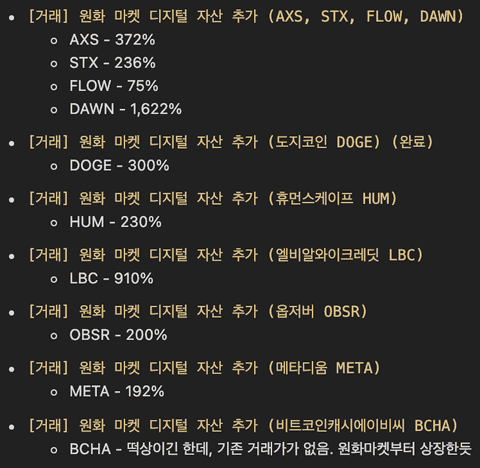 [거래] 원화 마켓 디지털 자산 추가 (AXS, STX, FLOW, DAWN)
AXS - 372%
STX - 236%
FLOW - 75%
DAWN - 1,622%
[거래] 원화 마켓 디지털 자산 추가 (도지코인 DOGE) (완료)
DOGE - 300%
[거래] 원화 마켓 디지털 자산 추가 (휴먼스케이프 HUM)
HUM - 230%
[거래] 원화 마켓 디지털 자산 추가 (엘비알와이크레딧 LBC)
LBC - 910%
[거래] 원화 마켓 디지털 자산 추가 (옵저버 OBSR)
OBSR - 200%
[거래] 원화 마켓 디지털 자산 추가 (메타디움 META)
META - 192%
[거래] 원화 마켓 디지털 자산 추가 (비트코인캐시에이비씨 BCHA)
BCHA - 떡상이긴 한데, 기존 거래가가 없음. 원화마켓부터 상장한듯